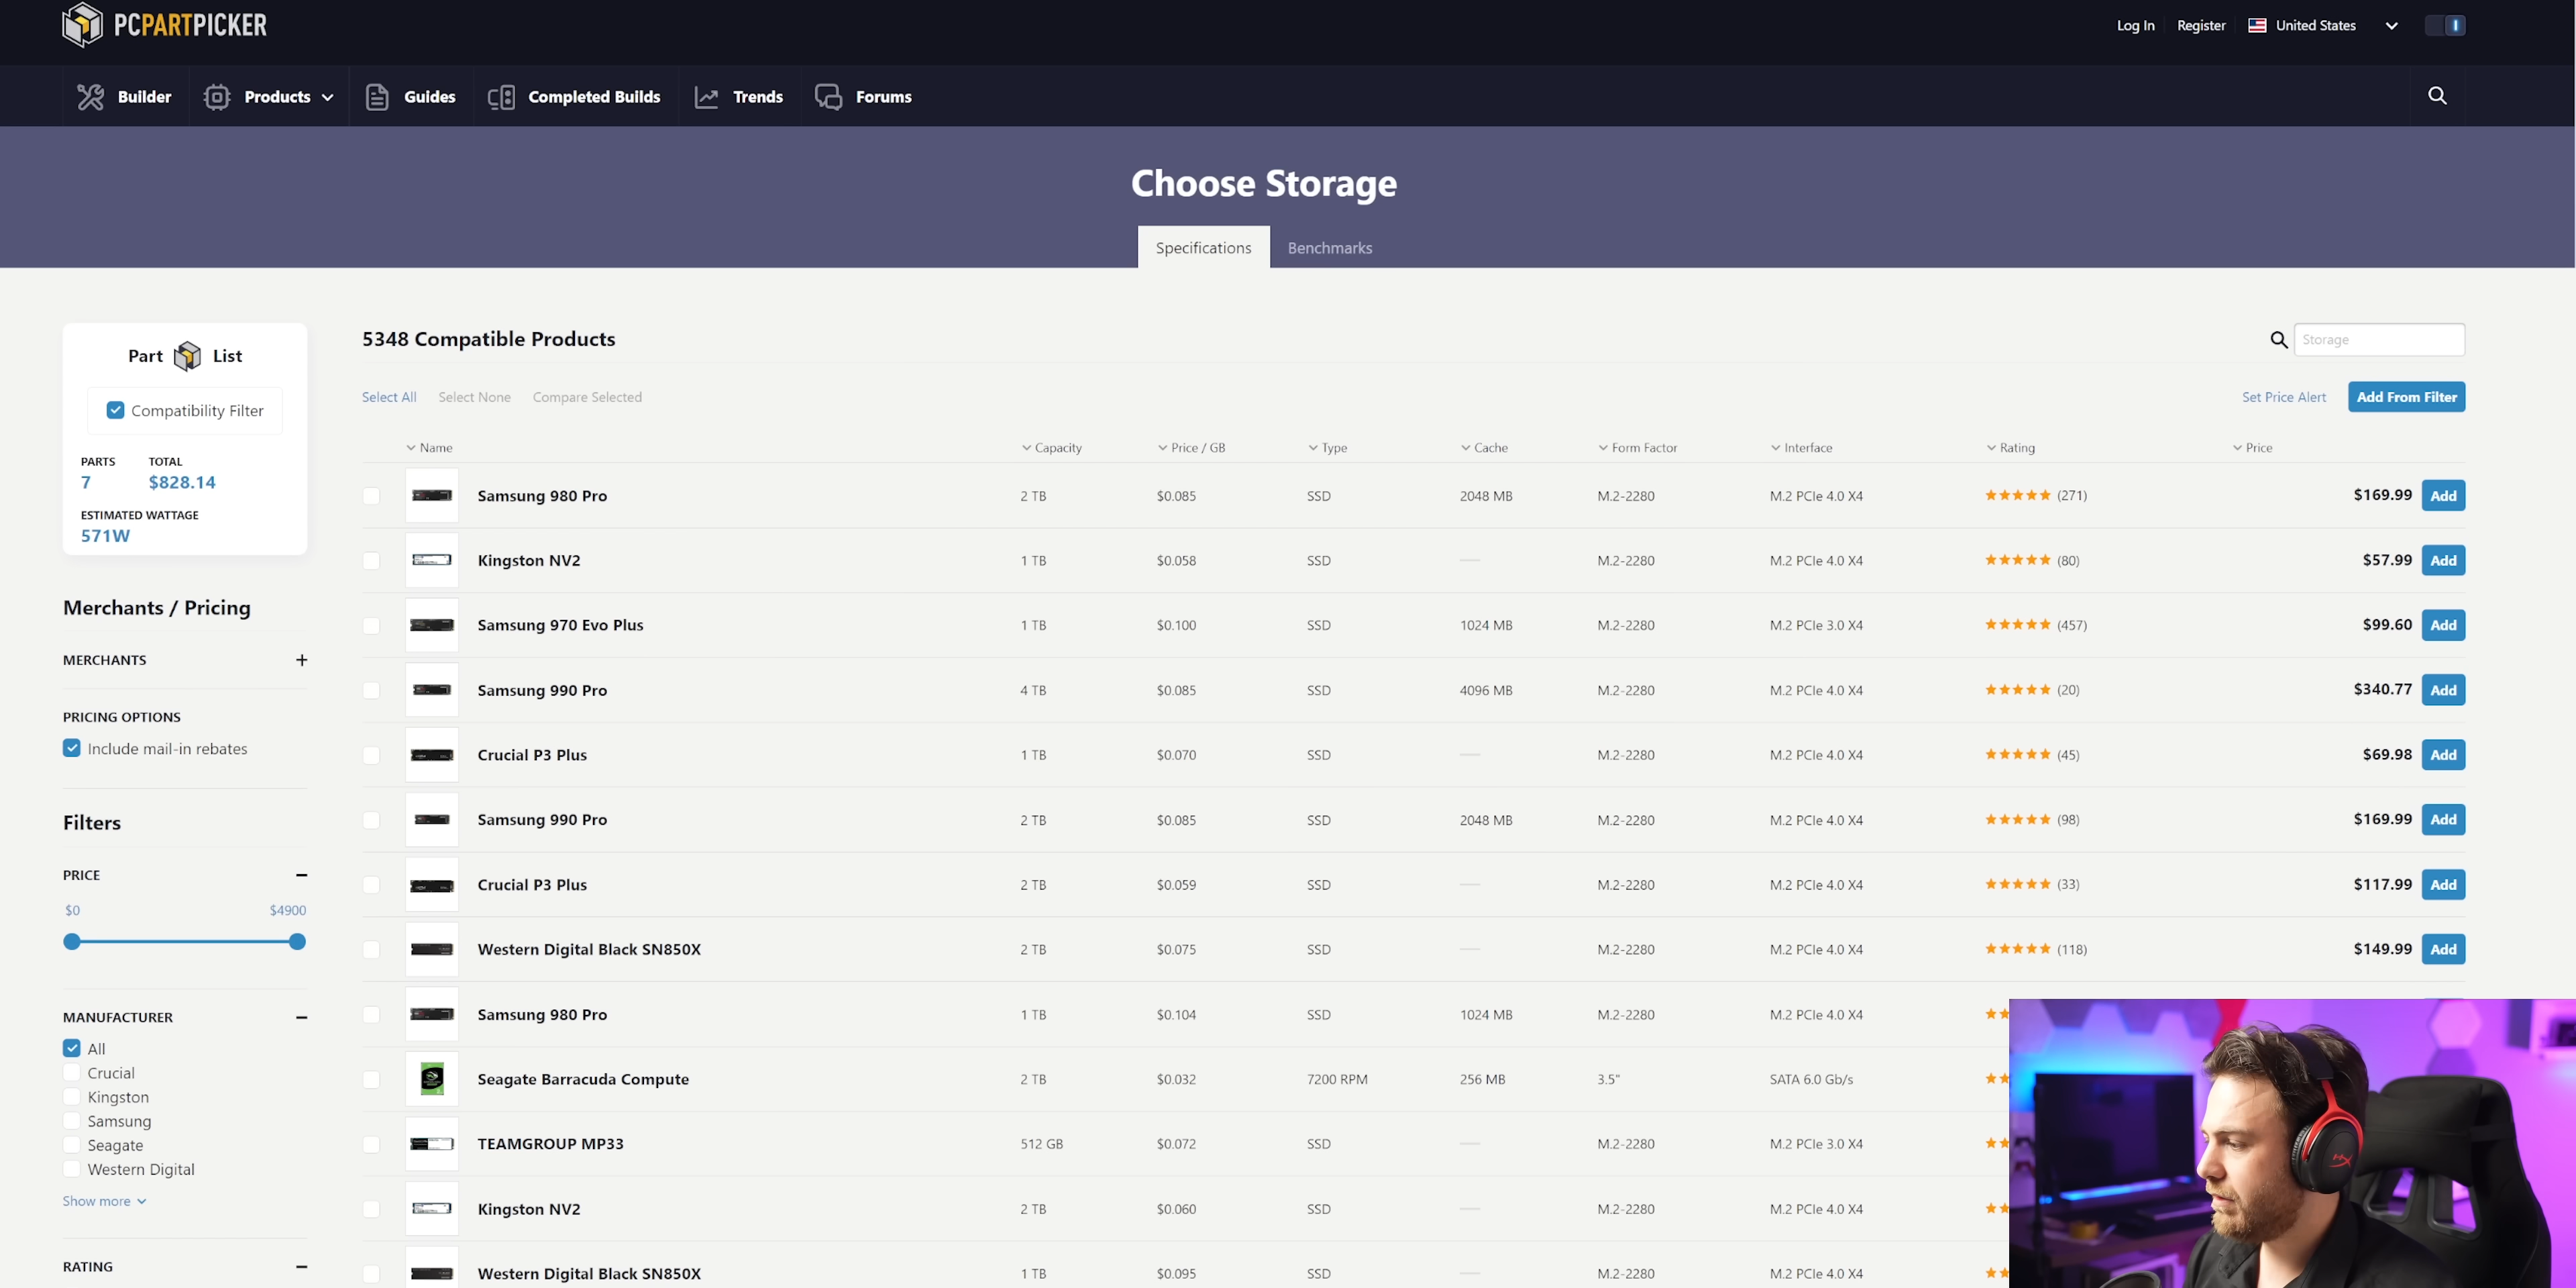 PCPARTPICKER
Log In Register United States
Builder Products Guides Completed Builds Trends Forums
Choose Storage
Specifications Benchmarks
Part List
Compatibility Filter
PARTS TOTAL
7 $828.14
ESTIMATED WATTAGE
571W
Merchants / Pricing
MERCHANTS +
PRICING OPTIONS
Include mail-in rebates
Filters
PRICE
$0 $4900
MANUFACTURER
All
Crucial
Kingston
Samsung
Seagate
Western Digital
Show more
RATING
5348 Compatible Products
Storage
Select All Select None Compare Selected Set Price Alert Add From Filter
Name Capacity Price / GB Type Cache Form Factor Interface Rating Price
Samsung 980 Pro 2 TB $0.085 SSD 2048 MB M.2-2280 M.2 PCIe 4.0 X4 (271) $169.99 Add
Kingston NV2 1 TB $0.058 SSD M.2-2280 M.2 PCIe 4.0 X4 (80) $57.99 Add
Samsung 970 Evo Plus 1 TB $0.100 SSD 1024 MB M.2-2280 M.2 PCIe 3.0 X4 (457) $99.60 Add
Samsung 990 Pro 4 TB $0.085 SSD 4096 MB M.2-2280 M.2 PCIe 4.0 X4 (20) $340.77 Add
Crucial P3 Plus 1 TB $0.070 SSD M.2-2280 M.2 PCIe 4.0 X4 (45) $69.98 Add
Samsung 990 Pro 2 TB $0.085 SSD 2048 MB M.2-2280 M.2 PCIe 4.0 X4 (98) $169.99 Add
Crucial P3 Plus 2 TB $0.059 SSD M.2-2280 M.2 PCIe 4.0 X4 (33) $117.99 Add
Western Digital Black SN850X 2 TB $0.075 SSD M.2-2280 M.2 PCIe 4.0 X4 (118) $149.99 Add
Samsung 980 Pro 1 TB $0.104 SSD 1024 MB M.2-2280 M.2 PCIe 4.0 X4
Seagate Barracuda Compute 2 TB $0.032 7200 RPM 256 MB 3.5" SATA 6.0 Gb/s
TEAMGROUP MP33 512 GB $0.072 SSD M.2-2280 M.2 PCIe 3.0 X4
Kingston NV2 2 TB $0.060 SSD M.2-2280 M.2 PCIe 4.0 X4
Western Digital Black SN850X 1 TB $0.095 SSD M.2-2280 M.2 PCIe 4.0 X4